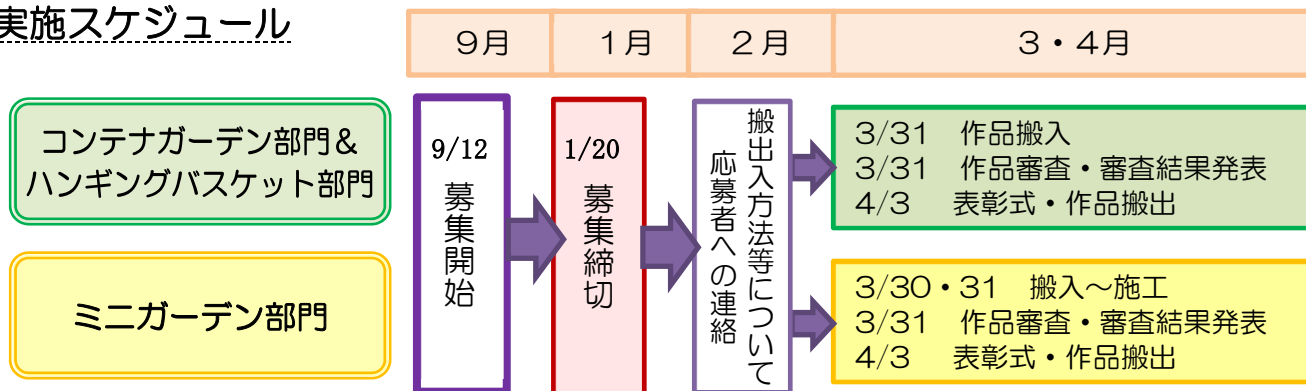 実施スケジュール
９月
１月
２月
３・４月
コンテナガーデン部門＆
ハンギングバスケット部門
ミニガーデン部門
9/12
募集開始
1/20
募集締切
搬出入方法等について
応募者への連絡
3/31　作品搬入
3/31　作品審査・審査結果発表
4/3　表彰式・作品搬出
3/30・31　搬入～施工
3/31　作品審査・審査結果発表
4/3　表彰式・作品搬出